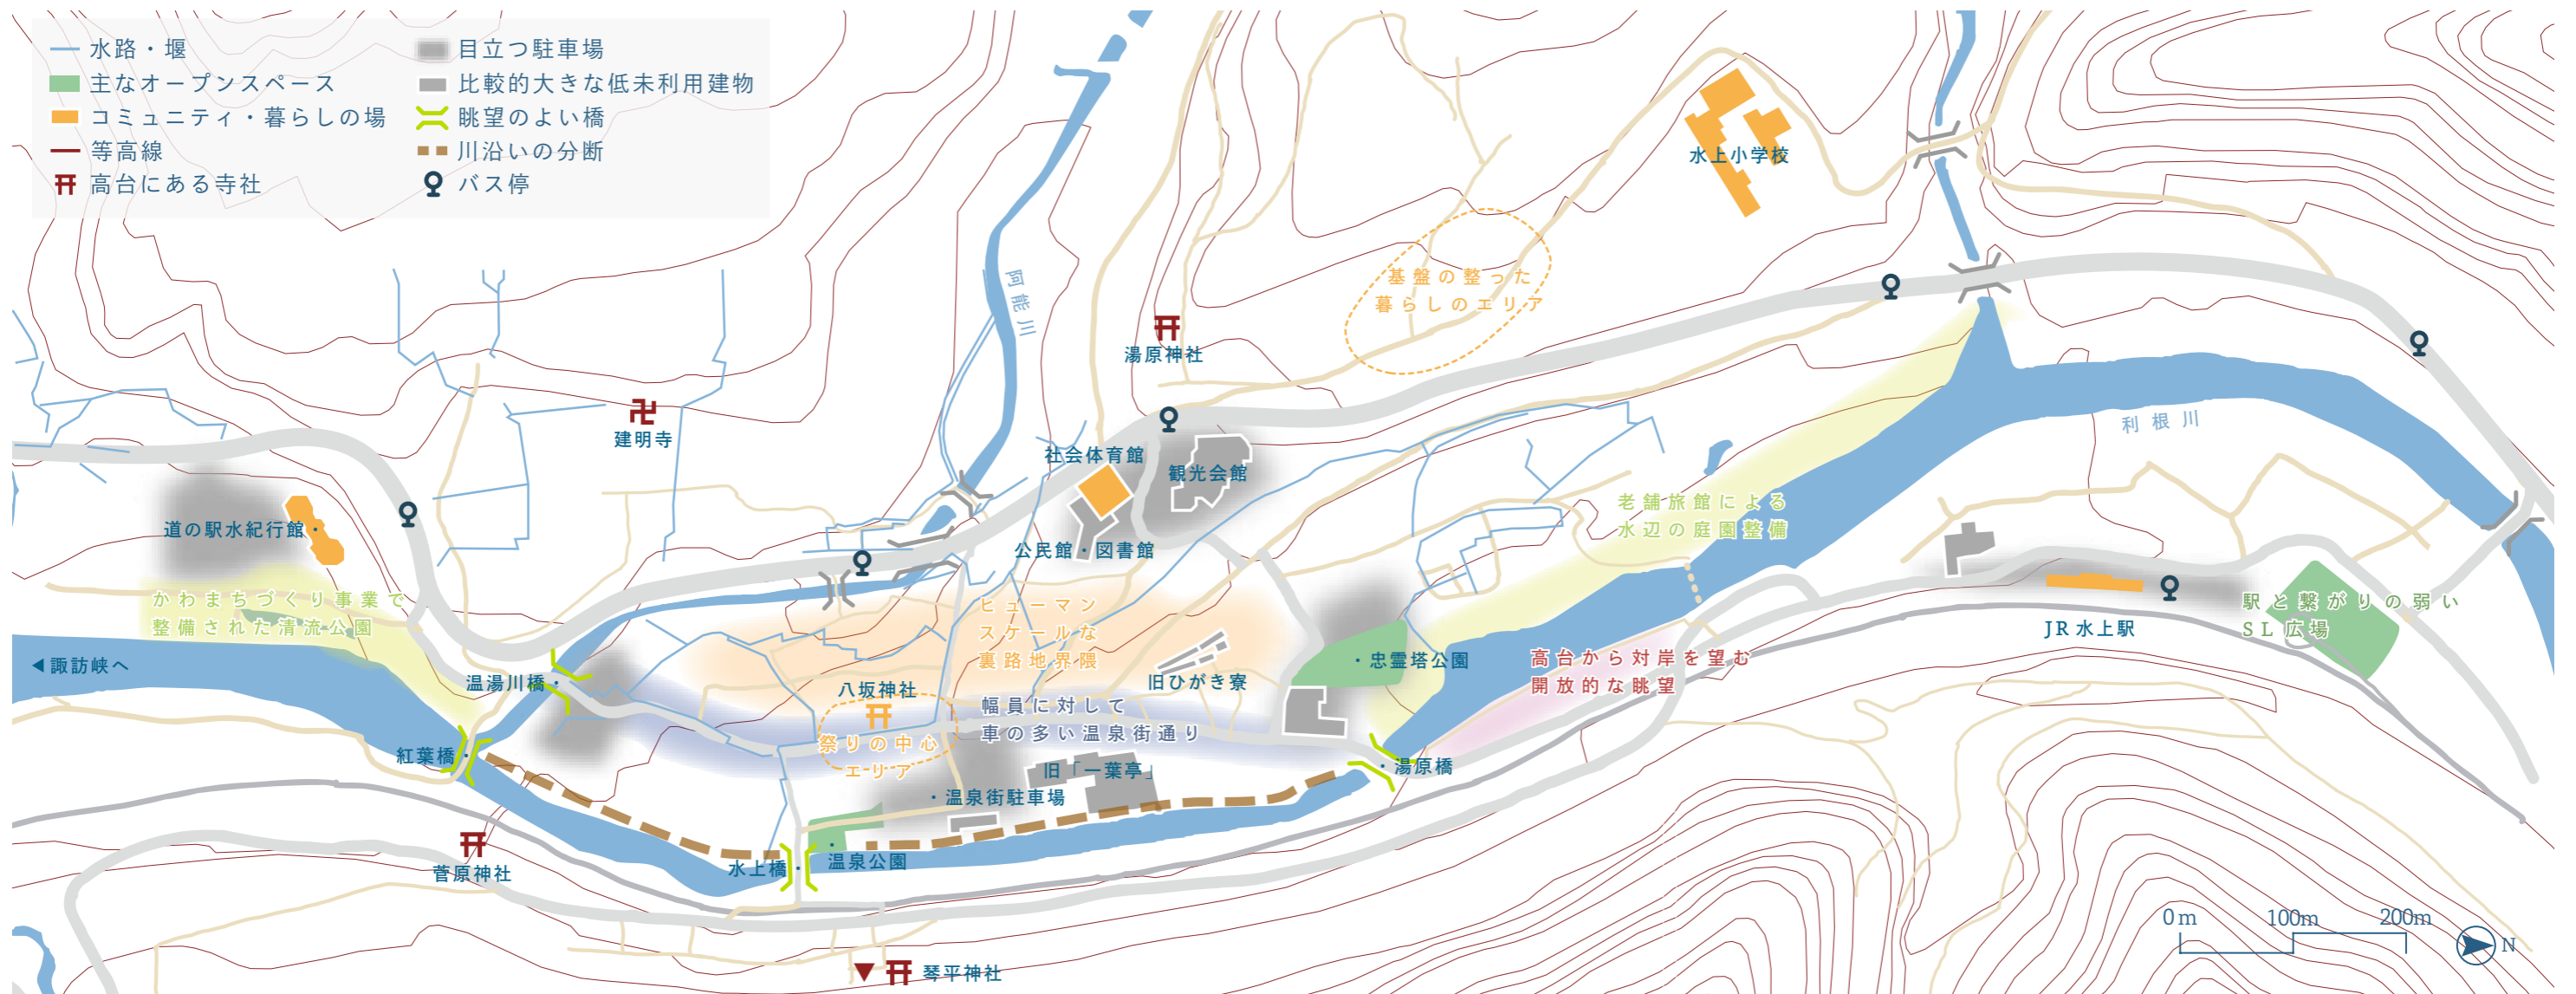 水路・堰
主なオープンスペース
コミュニティ・暮らしの場
等高線
高台にある寺社
目立つ駐車場
比較的大きな低未利用建物
眺望のよい橋
川沿いの分断
バス停
水上小学校
阿能川
基盤の整った
暮らしのエリア
湯原神社
建明寺
利根川
社会体育館
観光会館
公民館・図書館
道の駅水紀行館・
老舗旅館による
水辺の庭園整備
かわまちづくり事業で
整備された清流公園
ヒューマン
スケールな
裏路地界隈
駅と繋がりの弱い
SL広場
JR水上駅
◀諏訪峡へ
温湯川橋・
八坂神社
旧ひがき寮
・忠霊塔公園
高台から対岸を望む
開放的な眺望
幅員に対して
車の多い温泉街通り
祭りの中心
エリア
紅葉橋・
旧「一葉亭」
・湯原橋
・温泉街駐車場
菅原神社
水上橋・
・温泉公園
琴平神社
0m 100m 200m
N